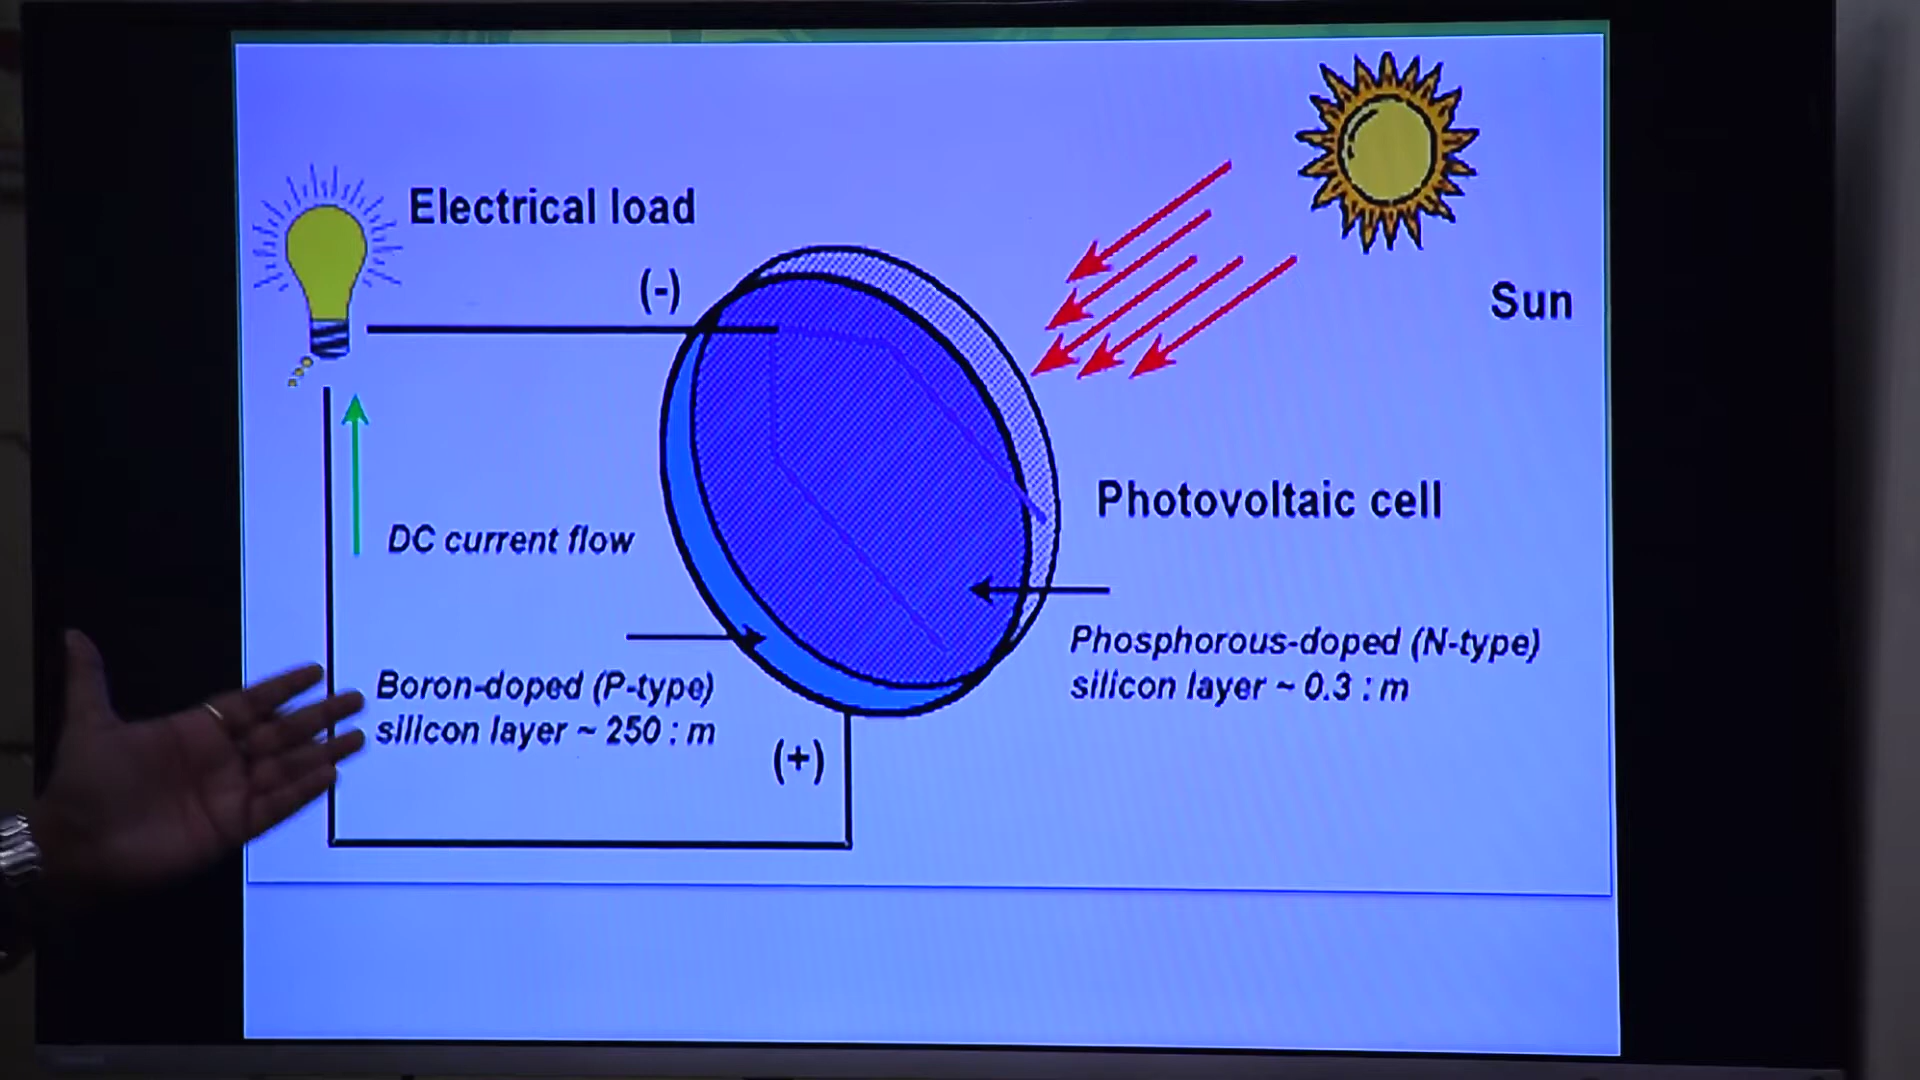 Electrical load
(-)
Sun
Photovoltaic cell
DC current flow
Phosphorous-doped (N-type)
silicon layer ~ 0.3 : m
Boron-doped (P-type)
silicon layer ~ 250 : m
(+)